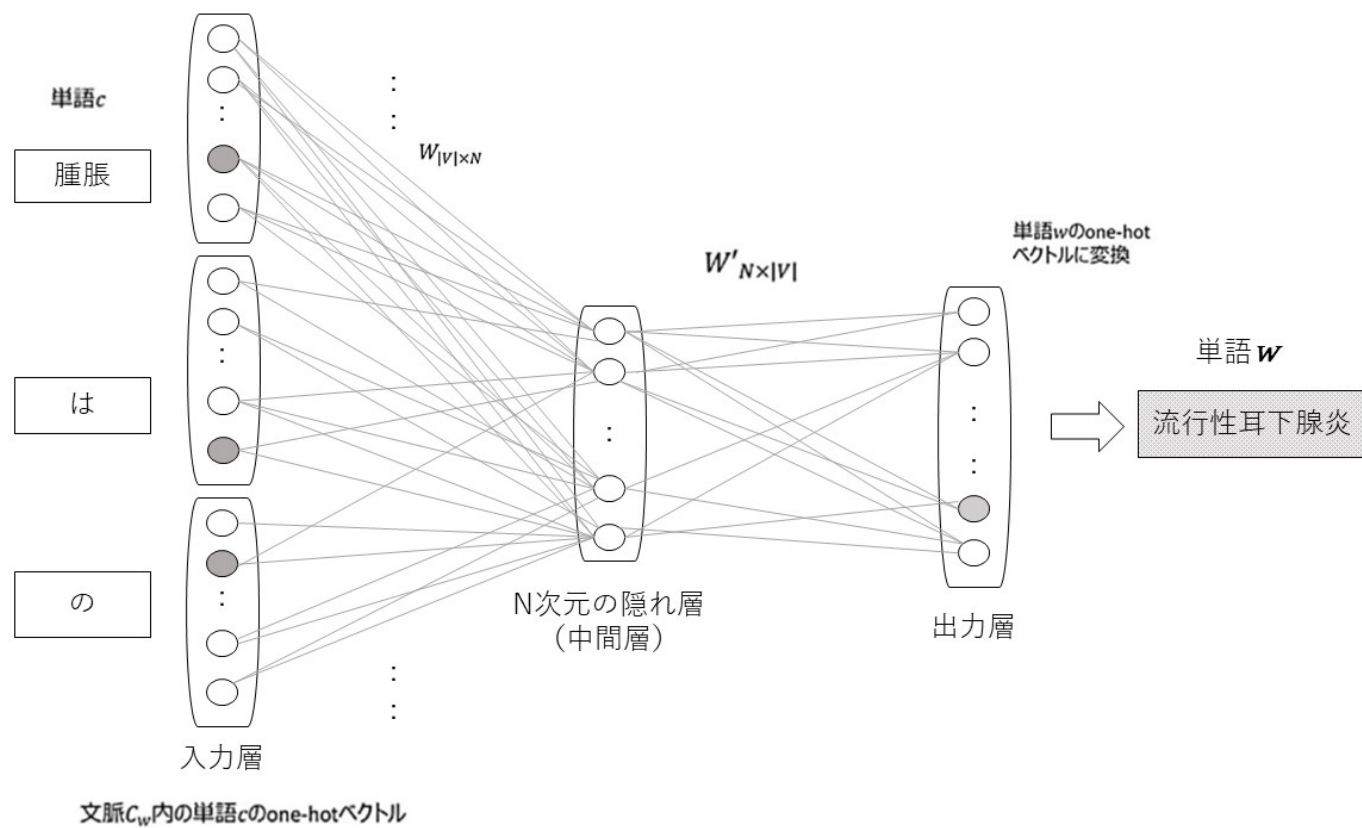 単語c
腫脹
は
の
入力層
文脈C_w内の単語cのone-hotベクトル
:
:
W_{|V|×N}
N次元の隠れ層
(中間層)
W'_{N×|V|}
単語wのone-hot
ベクトルに変換
出力層
単語w
流行性耳下腺炎